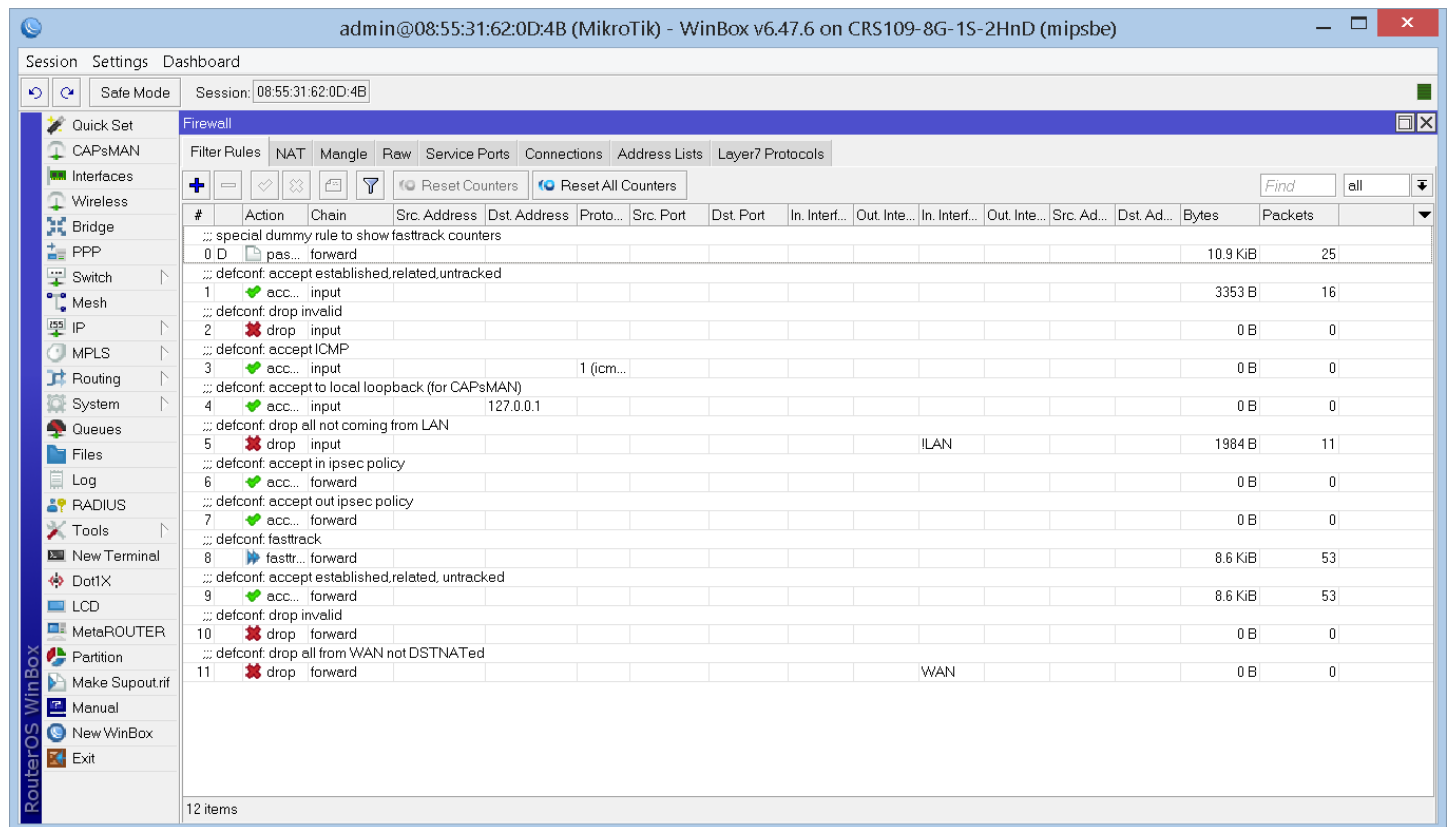 admin@08:55:31:62:0D:4B (MikroTik) - WinBox v6.47.6 on CRS109-8G-1S-2HnD (mipsbe)
Session Settings Dashboard
Safe Mode Session: 08:55:31:62:0D:4B
Quick Set
CAPsMAN
Interfaces
Wireless
Bridge
PPP
Switch
Mesh
IP
MPLS
Routing
System
Queues
Files
Log
RADIUS
Tools
New Terminal
Dot1X
LCD
MetaROUTER
Partition
Make Supout.rif
Manual
New WinBox
Exit
RouterOS WinBox
Firewall
Filter Rules NAT Mangle Raw Service Ports Connections Address Lists Layer7 Protocols
Reset Counters Reset All Counters Find all
# Action Chain Src. Address Dst. Address Proto... Src. Port Dst. Port In. Interf... Out. Inte... In. Interf... Out. Inte... Src. Ad... Dst. Ad... Bytes Packets
;;; special dummy rule to show fasttrack counters
0 D pas... forward 10.9 KiB 25
;;; defconf: accept established,related,untracked
1 acc... input 3353 B 16
;;; defconf: drop invalid
2 drop input 0 B 0
;;; defconf: accept ICMP
3 acc... input 1 (icm... 0 B 0
;;; defconf: accept to local loopback (for CAPsMAN)
4 acc... input 127.0.0.1 0 B 0
;;; defconf: drop all not coming from LAN
5 drop input !LAN 1984 B 11
;;; defconf: accept in ipsec policy
6 acc... forward 0 B 0
;;; defconf: accept out ipsec policy
7 acc... forward 0 B 0
;;; defconf: fasttrack
8 fasttr... forward 8.6 KiB 53
;;; defconf: accept established,related, untracked
9 acc... forward 8.6 KiB 53
;;; defconf: drop invalid
10 drop forward 0 B 0
;;; defconf: drop all from WAN not DSTNATed
11 drop forward WAN 0 B 0
12 items